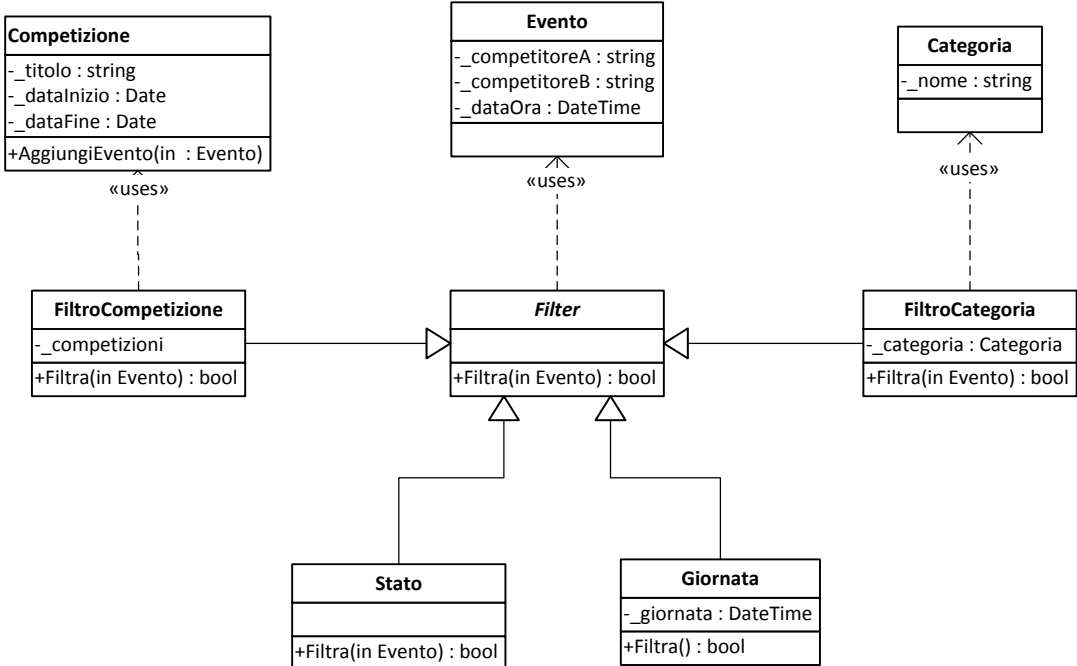 Competizione
-_titolo : string
-_dataInizio : Date
-_dataFine : Date
+AggiungiEvento(in  : Evento)
Evento
-_competitoreA : string
-_competitoreB : string
-_dataOra : DateTime
Categoria
-_nome : string
«uses»
«uses»
«uses»
FiltroCompetizione
-_competizioni
+Filtra(in Evento) : bool
Filter
+Filtra(in Evento) : bool
FiltroCategoria
-_categoria : Categoria
+Filtra(in Evento) : bool
Stato
+Filtra(in Evento) : bool
Giornata
-_giornata : DateTime
+Filtra() : bool